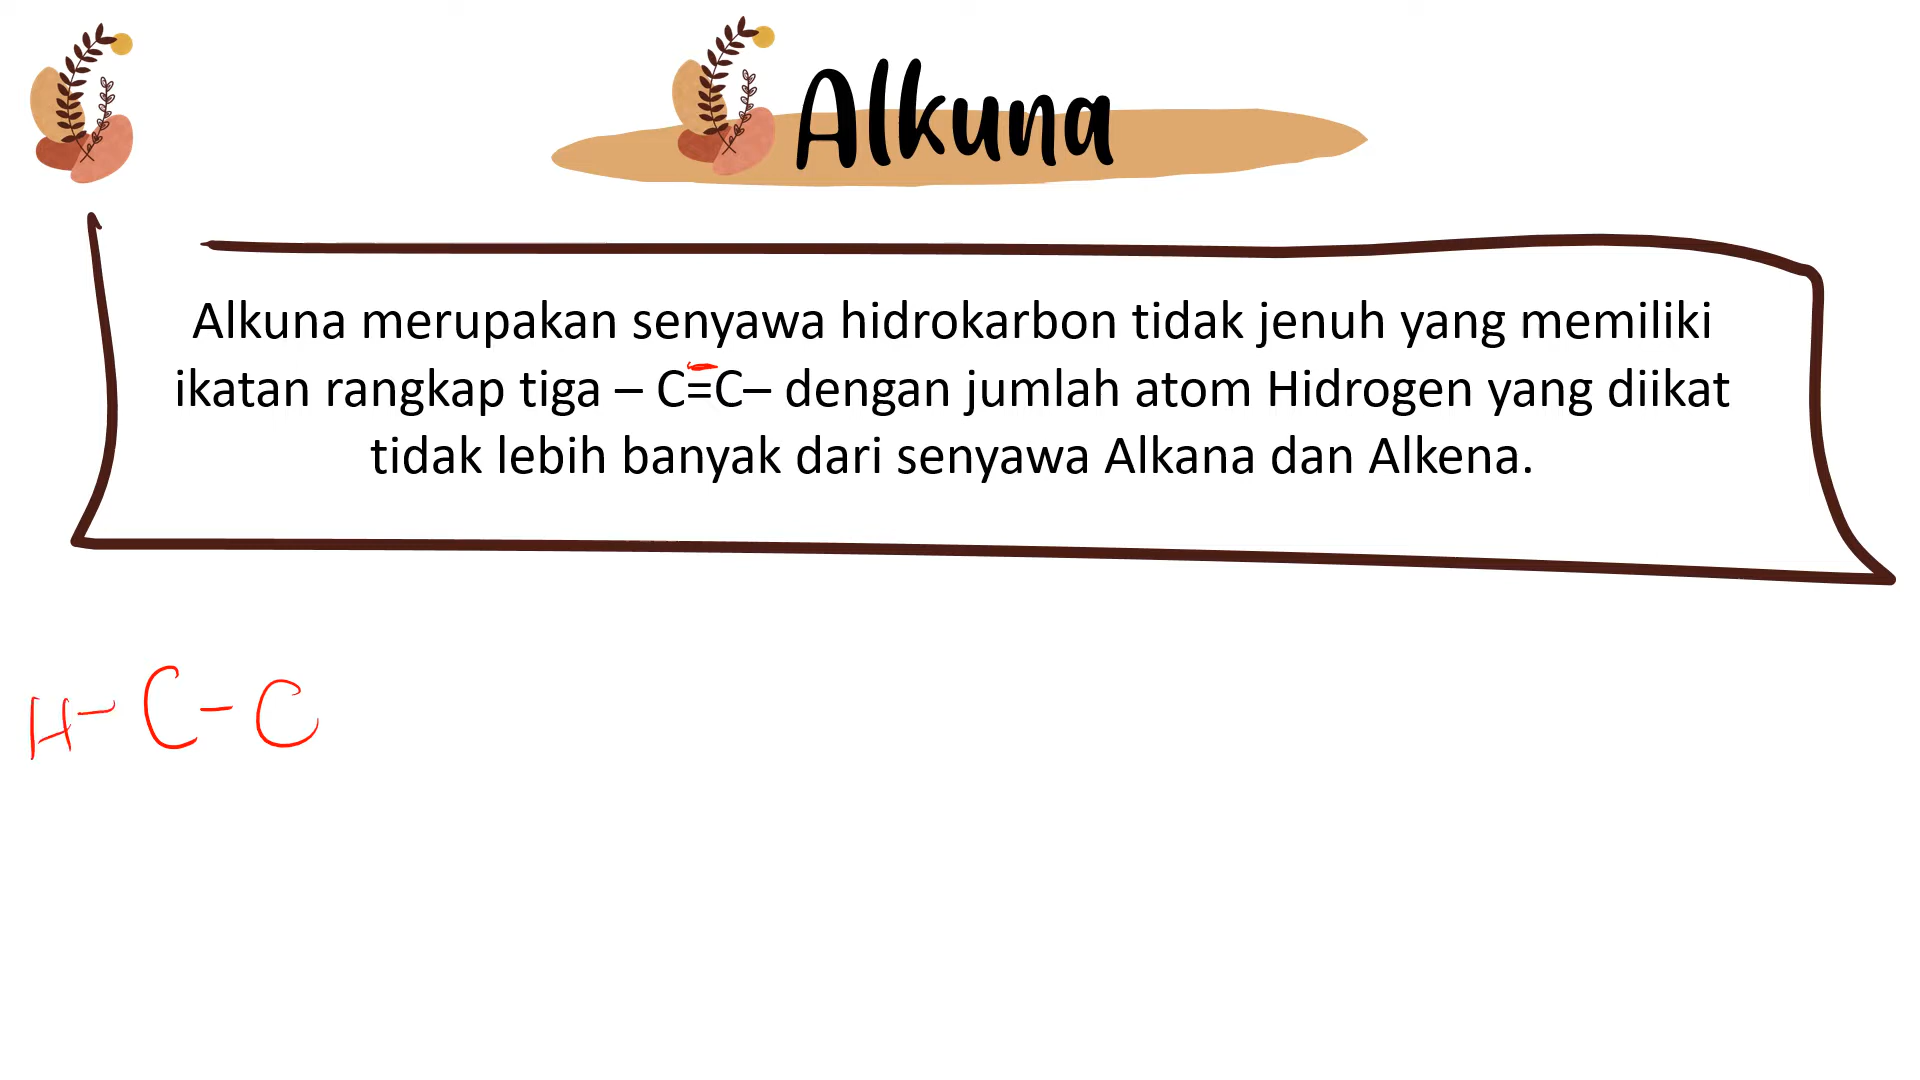 Alkuna
Alkuna merupakan senyawa hidrokarbon tidak jenuh yang memiliki
ikatan rangkap tiga – C=C– dengan jumlah atom Hidrogen yang diikat
tidak lebih banyak dari senyawa Alkana dan Alkena.
H – C – C